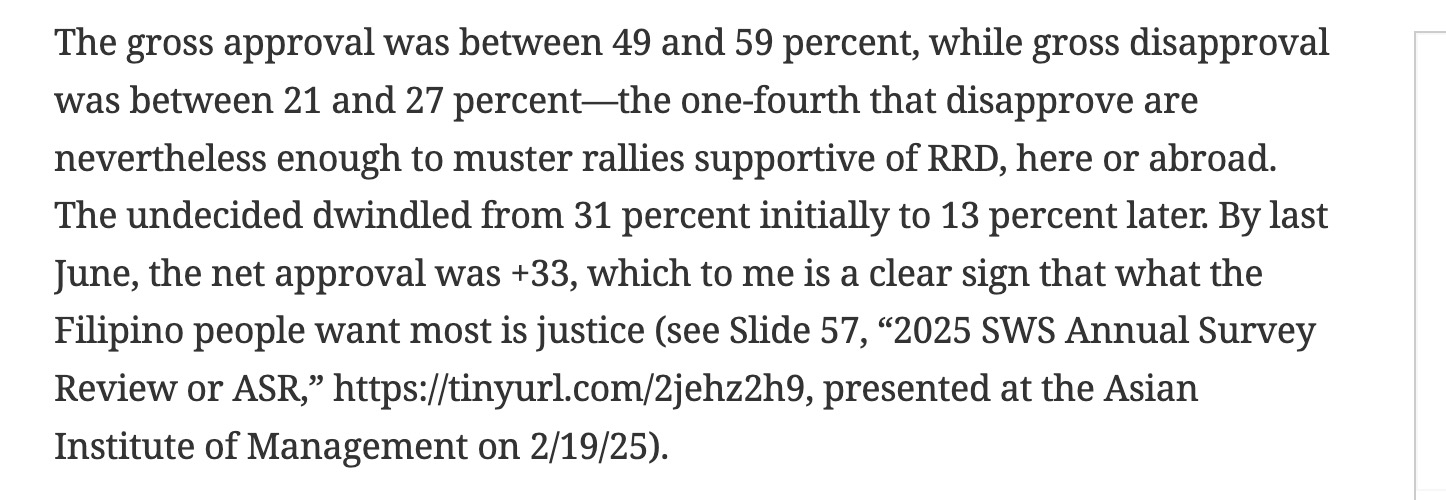 The gross approval was between 49 and 59 percent, while gross disapproval
was between 21 and 27 percent—the one-fourth that disapprove are
nevertheless enough to muster rallies supportive of RRD, here or abroad.
The undecided dwindled from 31 percent initially to 13 percent later. By last
June, the net approval was +33, which to me is a clear sign that what the
Filipino people want most is justice (see Slide 57, “2025 SWS Annual Survey
Review or ASR,” https://tinyurl.com/2jehz2h9, presented at the Asian
Institute of Management on 2/19/25).